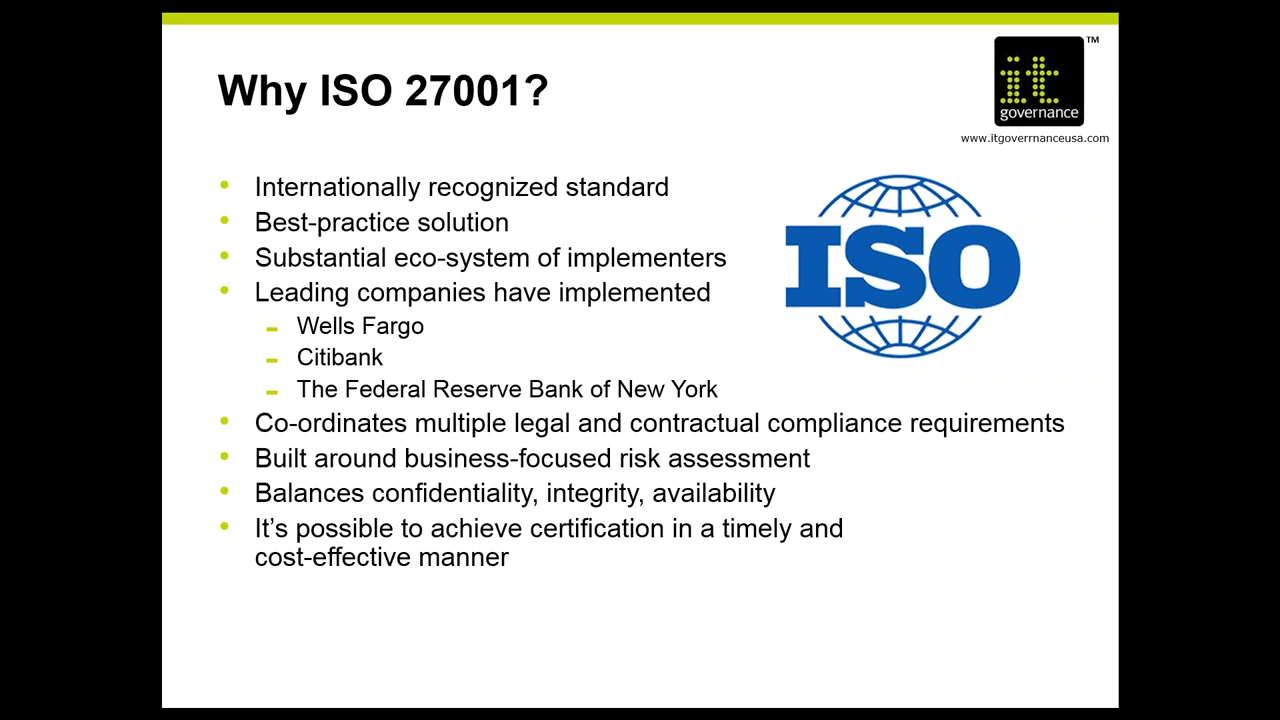 Why ISO 27001?
it
governance
TM
www.itgoverrnanceusa.com
• Internationally recognized standard
• Best-practice solution
• Substantial eco-system of implementers
• Leading companies have implemented
– Wells Fargo
– Citibank
– The Federal Reserve Bank of New York
• Co-ordinates multiple legal and contractual compliance requirements
• Built around business-focused risk assessment
• Balances confidentiality, integrity, availability
• It’s possible to achieve certification in a timely and
cost-effective manner
ISO